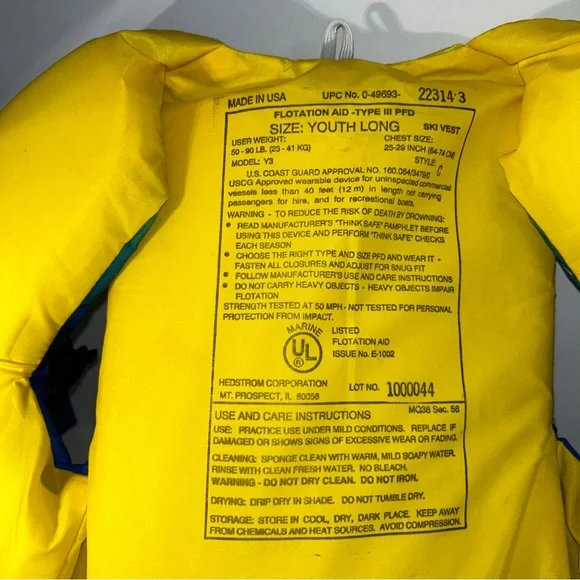 MADE IN USA UPC No. 0-49693- 22314 3
FLOTATION AID -TYPE III PFD
SIZE: YOUTH LONG SKI VEST
USER WEIGHT: CHEST SIZE:
50 - 90 LB. (23 - 41 KG) 25-29 INCH (64-74 CM)
MODEL: Y3 STYLE C
U.S. COAST GUARD APPROVAL NO. 160.064/3479/0
USCG Approved wearable device for uninspected commercial
vessels less than 40 feet (12 m) in length not carrying
passengers for hire, and for recreational boats.
WARNING - TO REDUCE THE RISK OF DEATH BY DROWNING:
• READ MANUFACTURER'S "THINK SAFE" PAMPHLET BEFORE
USING THIS DEVICE AND PERFORM "THINK SAFE" CHECKS
EACH SEASON
• CHOOSE THE RIGHT TYPE AND SIZE PFD AND WEAR IT -
FASTEN ALL CLOSURES AND ADJUST FOR SNUG FIT
• FOLLOW MANUFACTURER'S USE AND CARE INSTRUCTIONS
• DO NOT CARRY HEAVY OBJECTS - HEAVY OBJECTS IMPAIR
FLOTATION
STRENGTH TESTED AT 50 MPH - NOT TESTED FOR PERSONAL
PROTECTION FROM IMPACT.
MARINE LISTED
UL ® FLOTATION AID
ISSUE No. E-1002
HEDSTROM CORPORATION
MT. PROSPECT, IL 60056 LOT NO. 1000044
MQ38 Sec. 56
USE AND CARE INSTRUCTIONS
USE: PRACTICE USE UNDER MILD CONDITIONS. REPLACE IF
DAMAGED OR SHOWS SIGNS OF EXCESSIVE WEAR OR FADING.
CLEANING: SPONGE CLEAN WITH WARM, MILD SOAPY WATER.
RINSE WITH CLEAN FRESH WATER. NO BLEACH.
WARNING - DO NOT DRY CLEAN. DO NOT IRON.
DRYING: DRIP DRY IN SHADE. DO NOT TUMBLE DRY.
STORAGE: STORE IN COOL, DRY, DARK PLACE. KEEP AWAY
FROM CHEMICALS AND HEAT SOURCES. AVOID COMPRESSION.